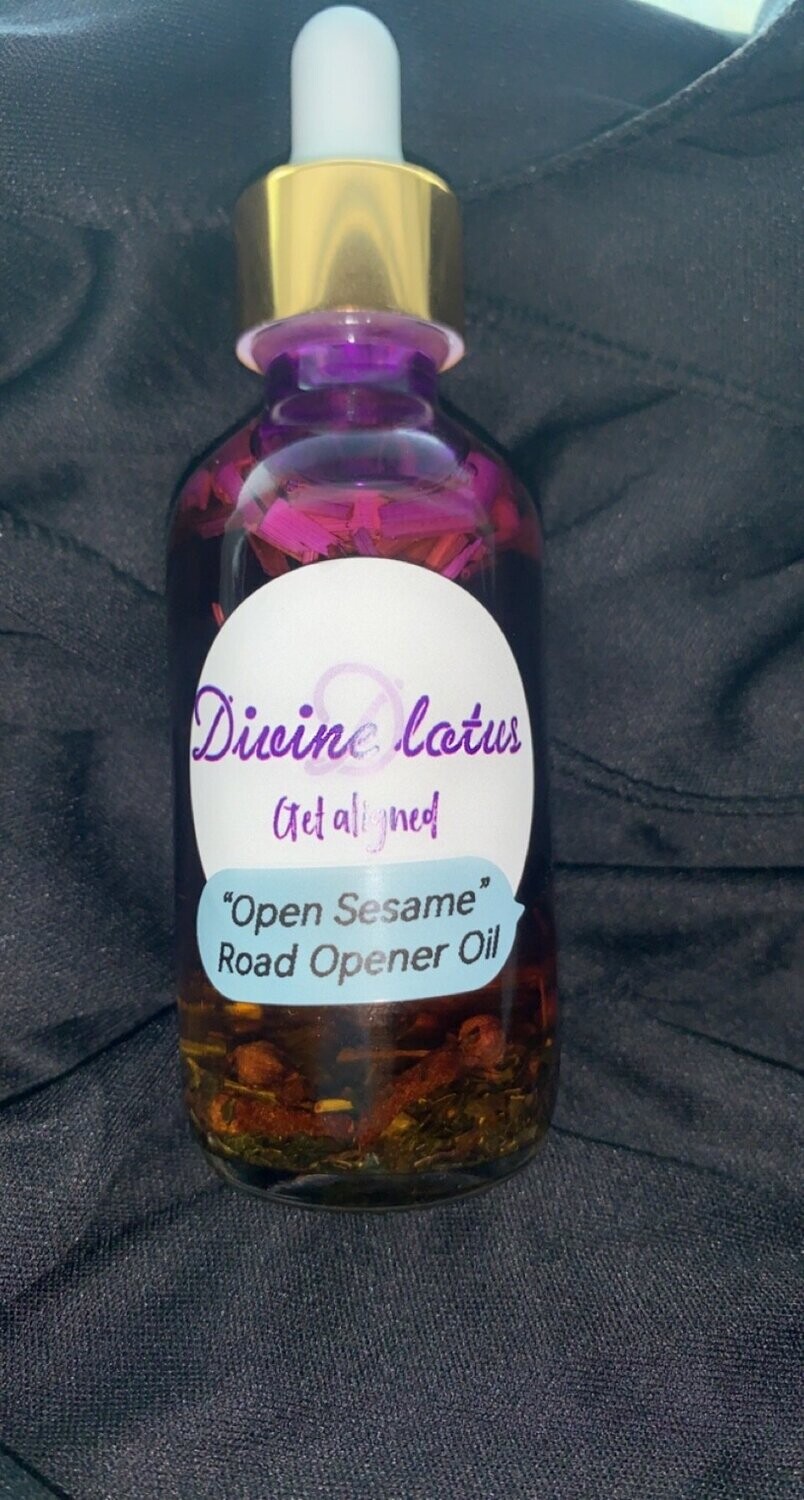 D
Divine lotus
Get aligned
“Open Sesame”
Road Opener Oil